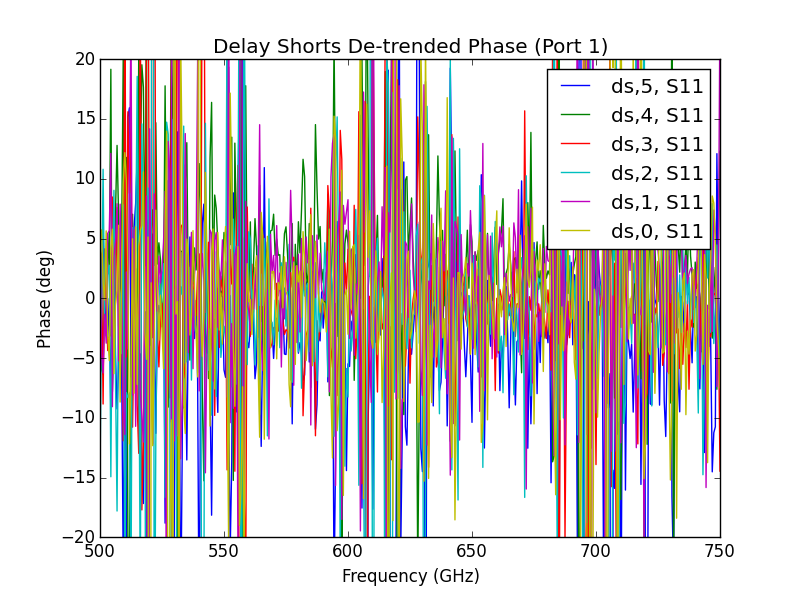 Delay Shorts De-trended Phase (Port 1)
20
15
10
5
0
−5
−10
−15
−20
Phase (deg)
ds,5, S11
ds,4, S11
ds,3, S11
ds,2, S11
ds,1, S11
ds,0, S11
500 550 600 650 700 750
Frequency (GHz)